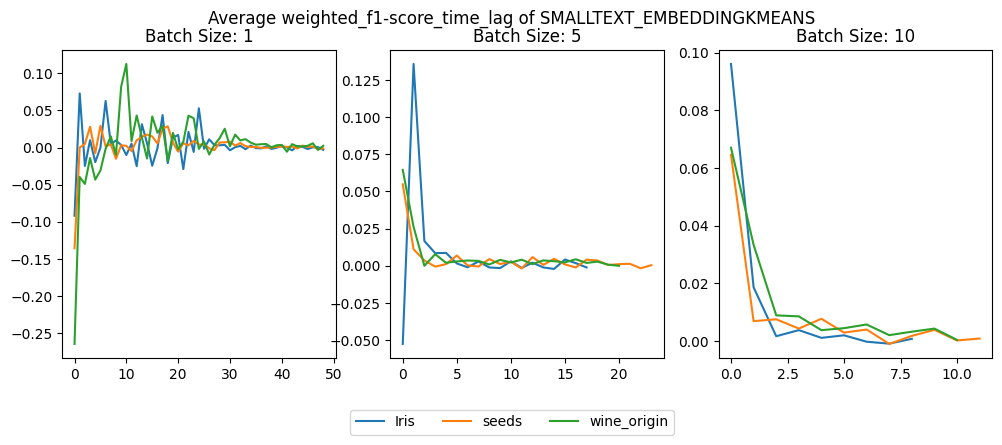 Average weighted_f1-score_time_lag of SMALLTEXT_EMBEDDINGKMEANS
Batch Size: 1
0.10
0.05
0.00
−0.05
−0.10
−0.15
−0.20
−0.25
0 10 20 30 40 50
Batch Size: 5
0.125
0.100
0.075
0.050
0.025
0.000
−0.025
−0.050
0 5 10 15 20
Batch Size: 10
0.10
0.08
0.06
0.04
0.02
0.00
0.0 2.5 5.0 7.5 10.0
Iris seeds wine_origin